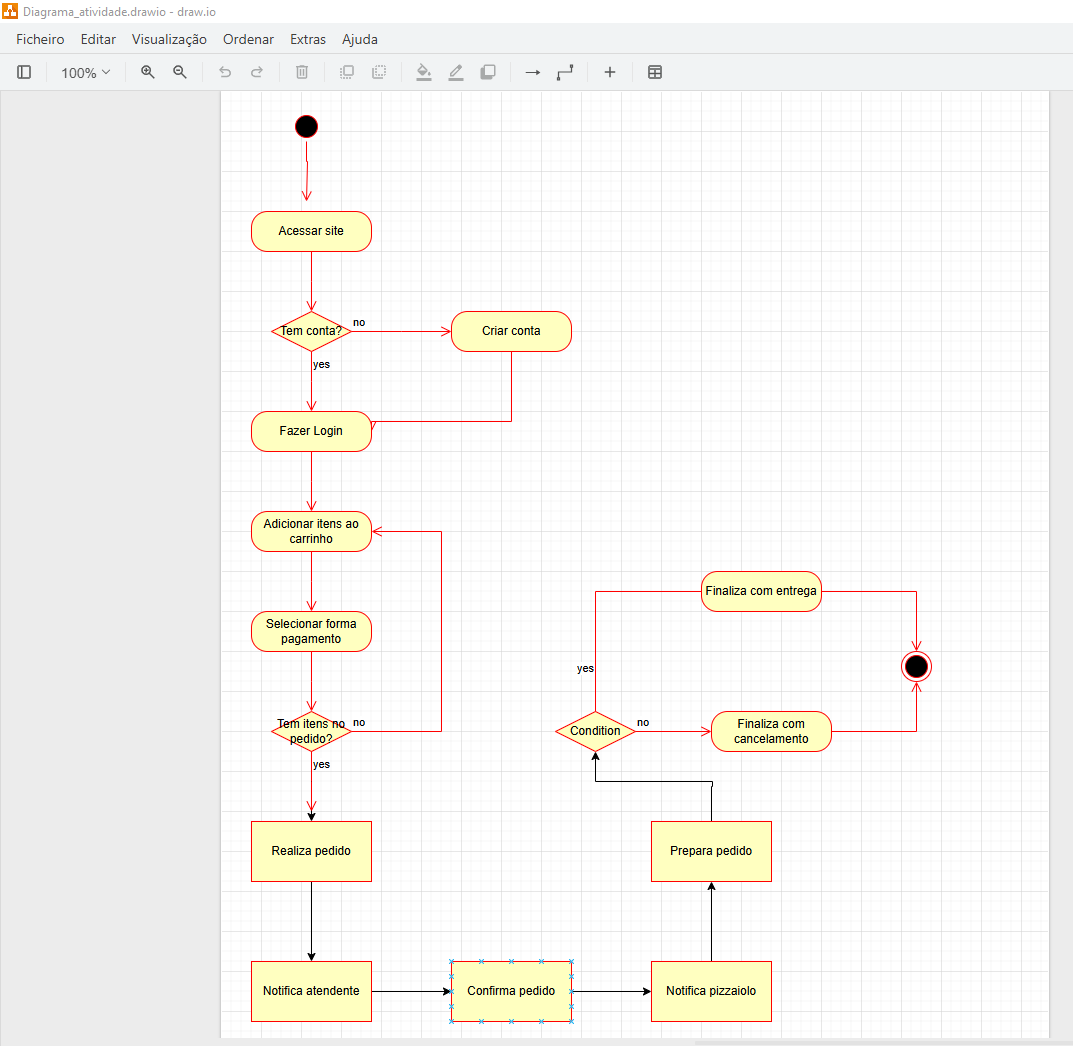 Diagrama_atividade.drawio - draw.io
Ficheiro Editar Visualização Ordenar Extras Ajuda
100%
Acessar site
Tem conta?
no
Criar conta
yes
Fazer Login
Adicionar itens ao
carrinho
Selecionar forma
pagamento
Tem itens no
pedido?
no
yes
Realiza pedido
Notifica atendente
Confirma pedido
Notifica pizzaiolo
Prepara pedido
Condition
yes
no
Finaliza com entrega
Finaliza com
cancelamento